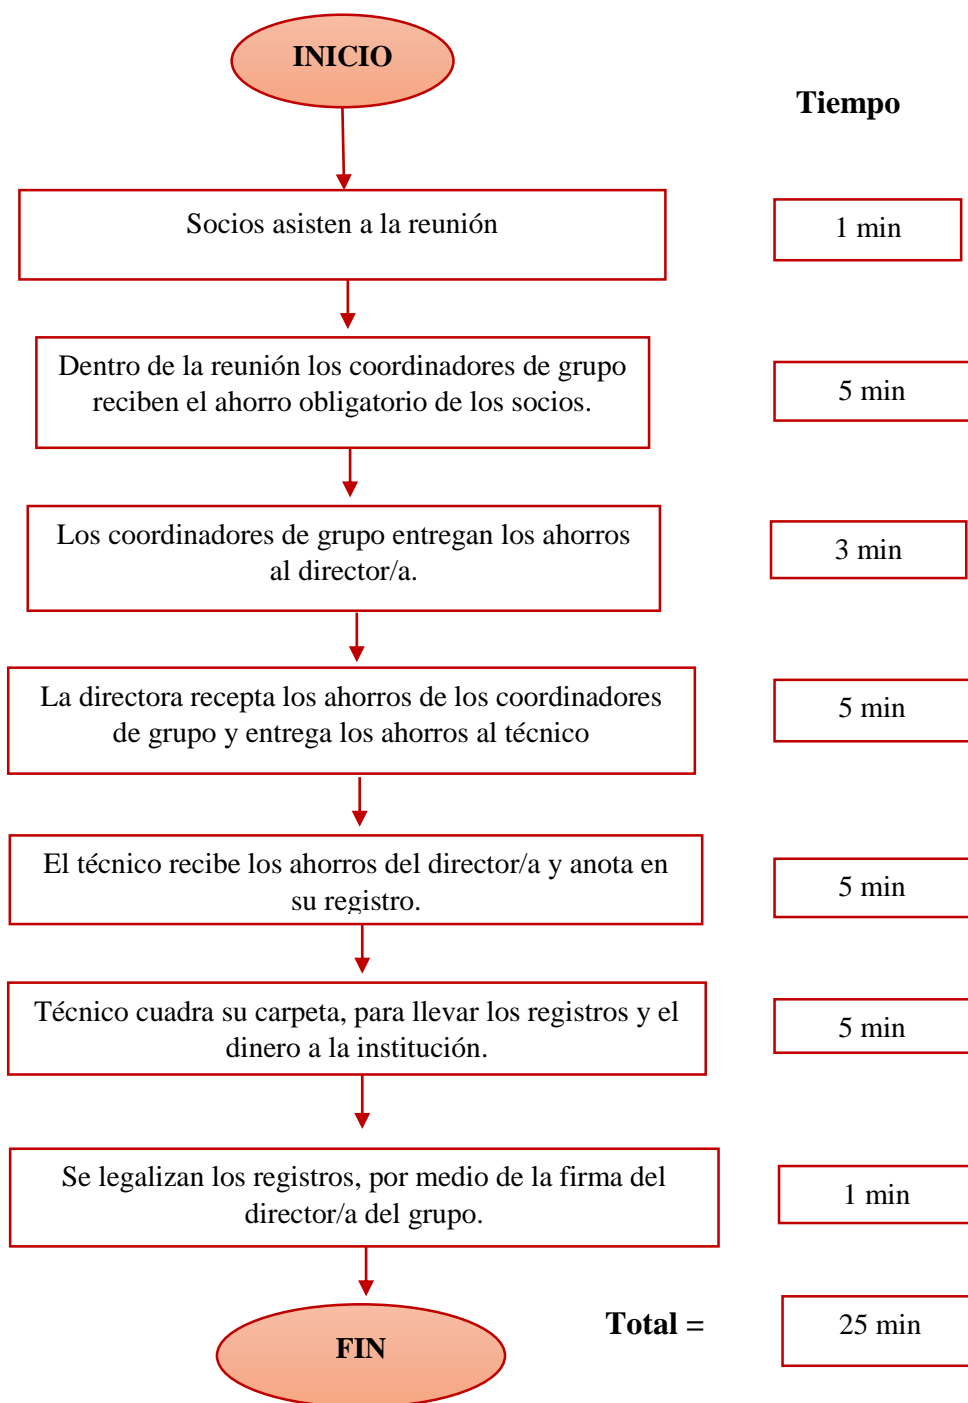 INICIO
Tiempo
Socios asisten a la reunión
1 min
Dentro de la reunión los coordinadores de grupo
reciben el ahorro obligatorio de los socios.
5 min
Los coordinadores de grupo entregan los ahorros
al director/a.
3 min
La directora recepta los ahorros de los coordinadores
de grupo y entrega los ahorros al técnico
5 min
El técnico recibe los ahorros del director/a y anota en
su registro.
5 min
Técnico cuadra su carpeta, para llevar los registros y el
dinero a la institución.
5 min
Se legalizan los registros, por medio de la firma del
director/a del grupo.
1 min
Total =
25 min
FIN